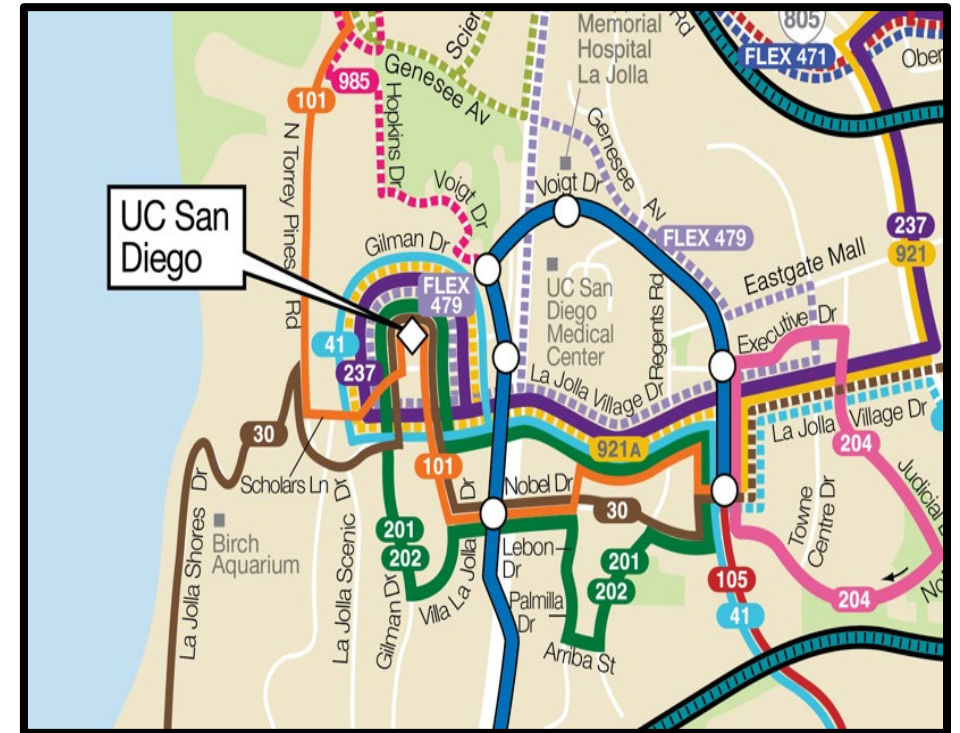 Memorial
Hospital
La Jolla
Rd
805
FLEX 471
Ober
Scien
Genesee Av
985
101
Hopkins Dr
N Torrey Pines Rd
Genesee Av
Voigt Dr
Voigt Dr
UC San
Diego
Gilman Dr
FLEX 479
237
921
Eastgate Mall
FLEX
479
UC San
Diego
Medical
Center
Regents Rd
Executive Dr
41
237
La Jolla Village Dr
La Jolla Village Dr
30
921A
204
101
Scholars Ln
Nobel Dr
30
La Jolla Shores Dr
Birch
Aquarium
La Jolla Scenic Dr
201
202
Gilman Dr
Villa La Jolla Dr
Lebon
Dr
Palmilla
Dr
201
202
Arriba St
Towne
Centre Dr
Judicial
No
105
41
204